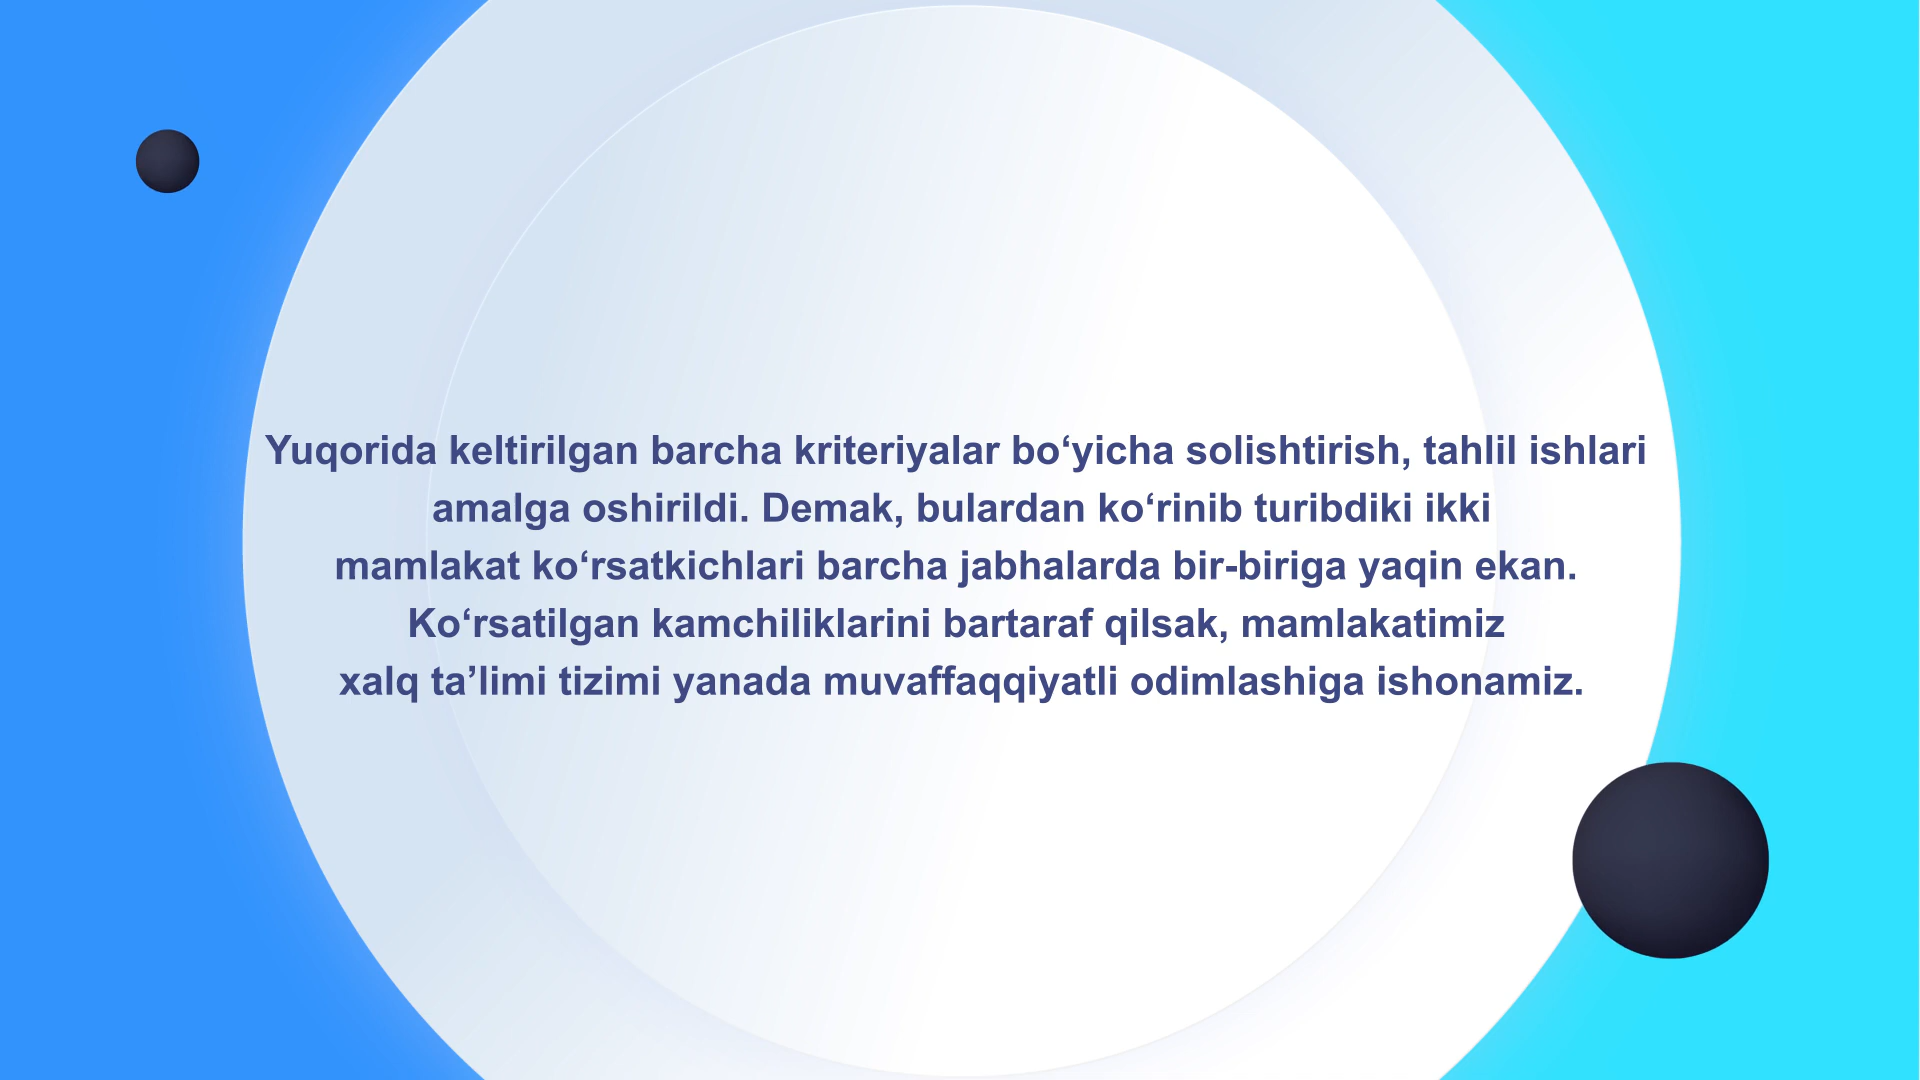 Yuqorida keltirilgan barcha kriteriyalar bo‘yicha solishtirish, tahlil ishlari
amalga oshirildi. Demak, bulardan ko‘rinib turibdiki ikki
mamlakat ko‘rsatkichlari barcha jabhalarda bir-biriga yaqin ekan.
Ko‘rsatilgan kamchiliklarini bartaraf qilsak, mamlakatimiz
xalq ta’limi tizimi yanada muvaffaqqiyatli odimlashiga ishonamiz.